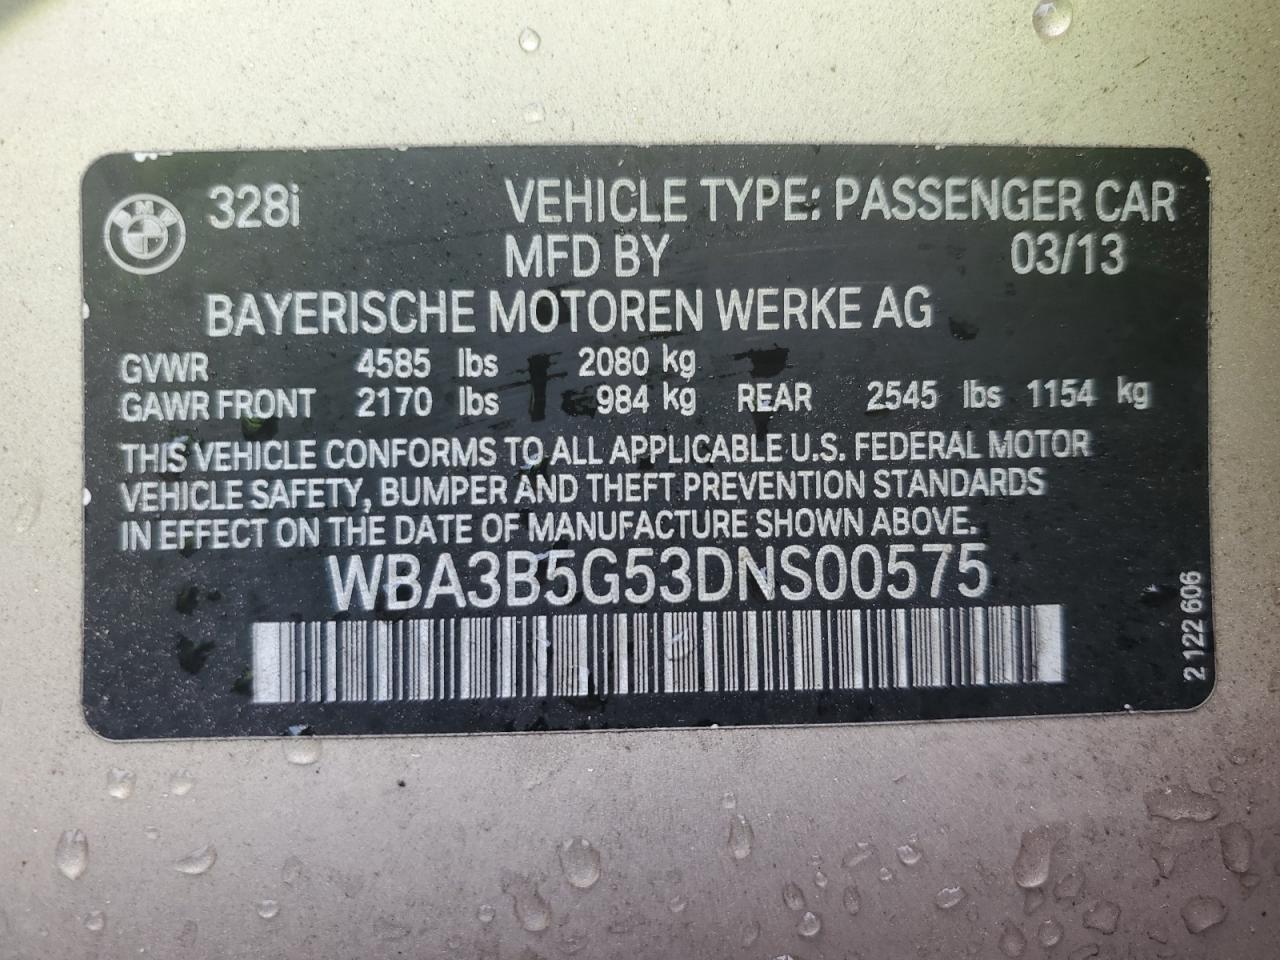 BMW 328i VEHICLE TYPE: PASSENGER CAR
MFD BY 03/13
BAYERISCHE MOTOREN WERKE AG
GVWR 4585 lbs 2080 kg
GAWR FRONT 2170 lbs 984 kg REAR 2545 lbs 1154 kg
THIS VEHICLE CONFORMS TO ALL APPLICABLE U.S. FEDERAL MOTOR
VEHICLE SAFETY, BUMPER AND THEFT PREVENTION STANDARDS
IN EFFECT ON THE DATE OF MANUFACTURE SHOWN ABOVE.
WBA3B5G53DNS00575
2 122 606